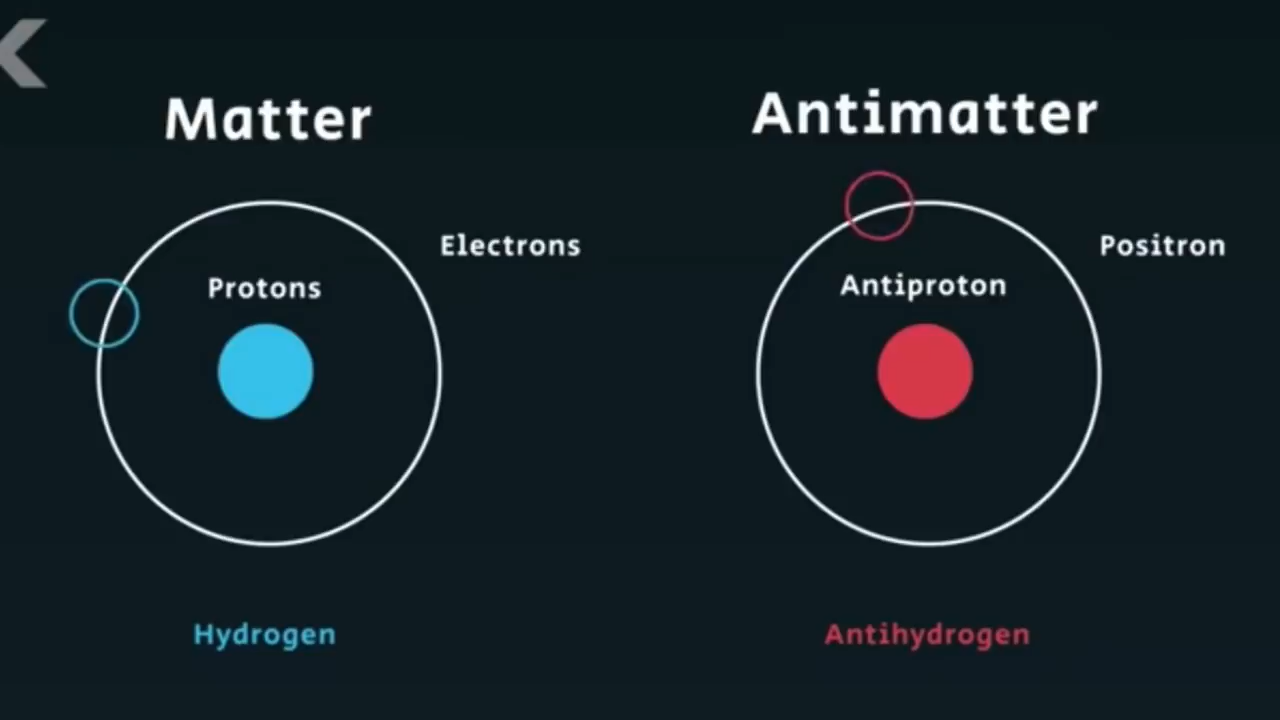 Matter
Electrons
Protons
Hydrogen
Antimatter
Positron
Antiproton
Antihydrogen